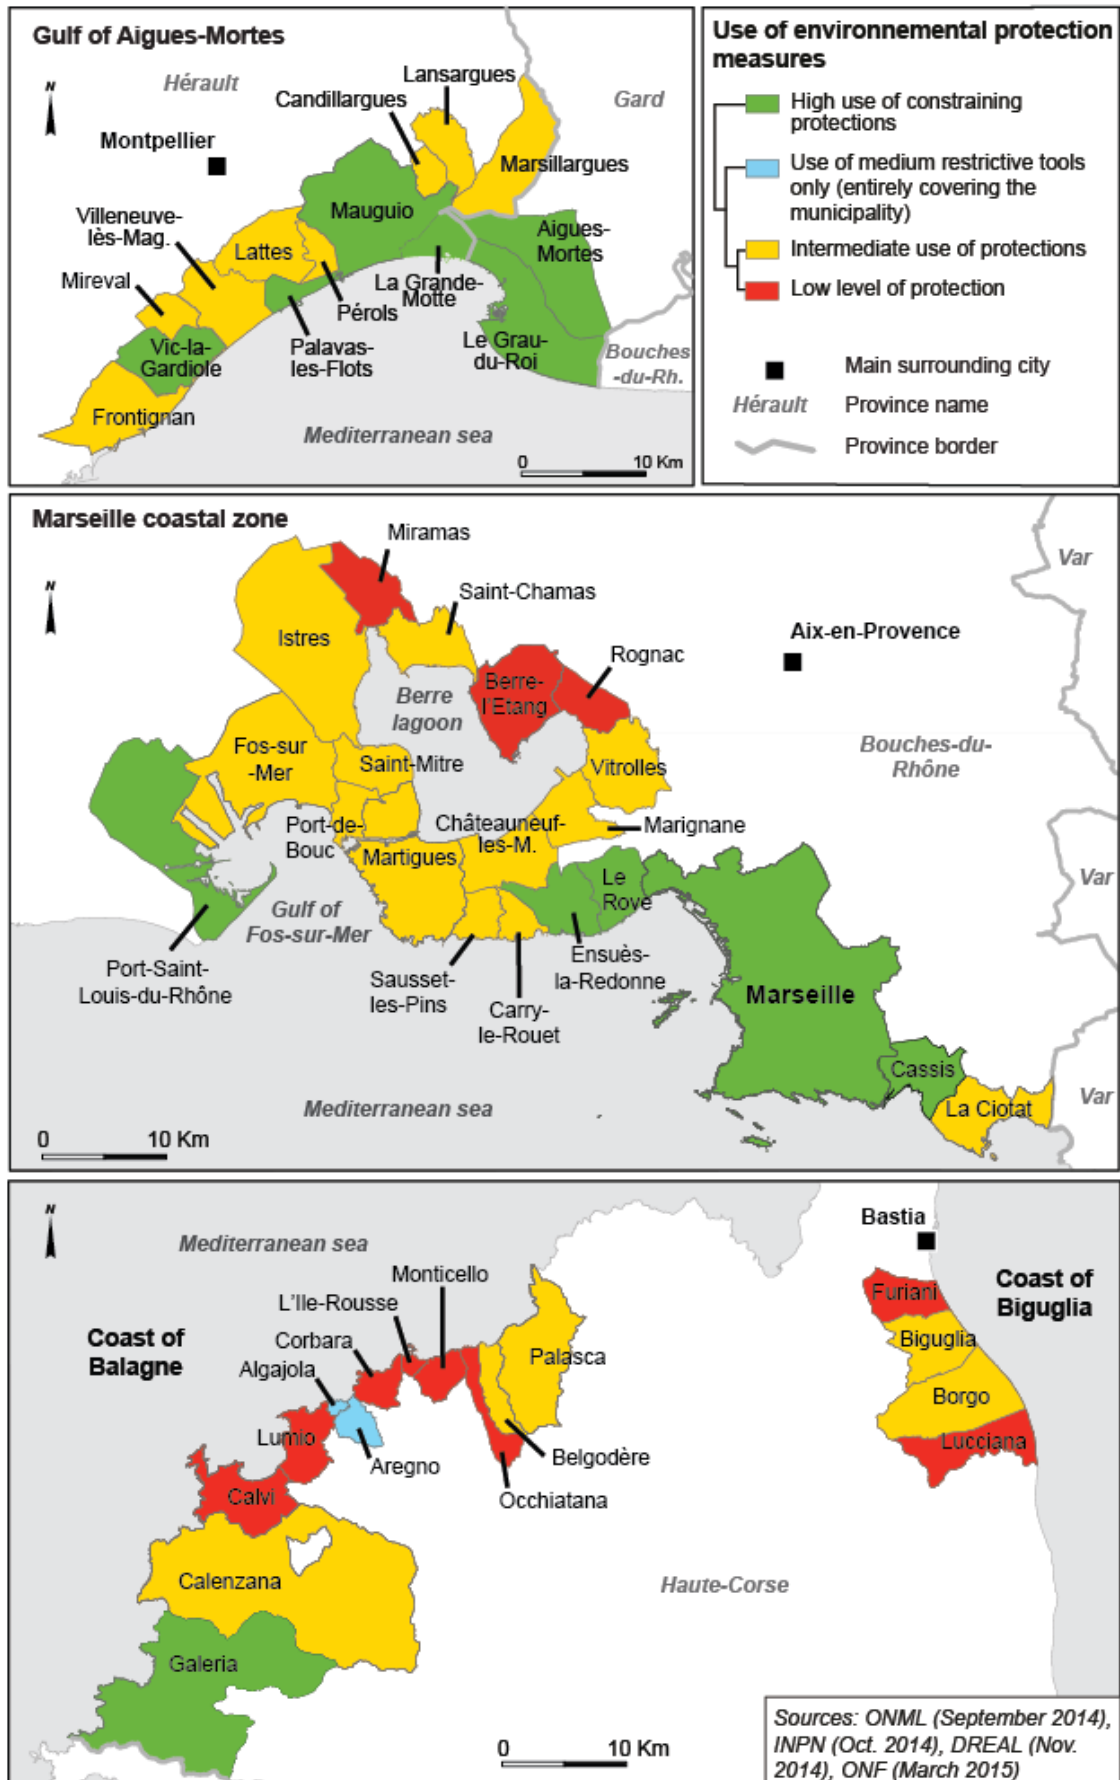 Gulf of Aigues-Mortes
N
Hérault
Lansargues
Candillargues
Gard
Montpellier
Marsillargues
Villeneuve-
lès-Mag.
Mauguio
Aigues-
Mortes
Lattes
Mireval
La Grande-
Motte
Pérols
Vic-la-
Gardiole
Palavas-
les-Flots
Le Grau-
du-Roi
Bouches
-du-Rh.
Frontignan
Mediterranean sea
0 10 Km
Use of environnemental protection
measures
High use of constraining
protections
Use of medium restrictive tools
only (entirely covering the
municipality)
Intermediate use of protections
Low level of protection
Main surrounding city
Hérault Province name
Province border
Marseille coastal zone
N
Miramas
Var
Saint-Chamas
Istres
Aix-en-Provence
Rognac
Berre
lagoon
Berre-
l'Etang
Fos-sur
-Mer
Saint-Mitre
Vitrolles
Bouches-du-
Rhône
Port-de-
Bouc
Châteauneuf-
les-M.
Marignane
Martigues
Le
Rove
Var
Gulf of
Fos-sur-Mer
Port-Saint-
Louis-du-Rhône
Sausset-
les-Pins
Ensuès-
la-Redonne
Carry-
le-Rouet
Marseille
Cassis
La Ciotat
Var
Mediterranean sea
0 10 Km
N
Mediterranean sea
Bastia
Monticello
L'Ile-Rousse
Furiani
Coast of
Biguglia
Coast of
Balagne
Corbara
Algajola
Palasca
Biguglia
Borgo
Lumio
Lucciana
Aregno
Belgodère
Occhiatana
Calvi
Calenzana
Haute-Corse
Galeria
0 10 Km
Sources: ONML (September 2014),
INPN (Oct. 2014), DREAL (Nov.
2014), ONF (March 2015)